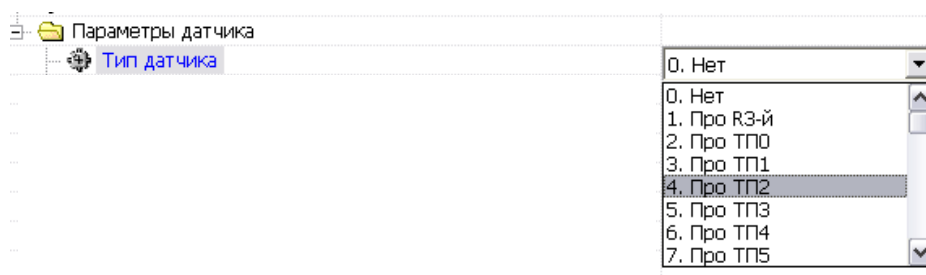 Параметры датчика
Тип датчика
0. Нет
0. Нет
1. Про R3-й
2. Про ТП0
3. Про ТП1
4. Про ТП2
5. Про ТП3
6. Про ТП4
7. Про ТП5